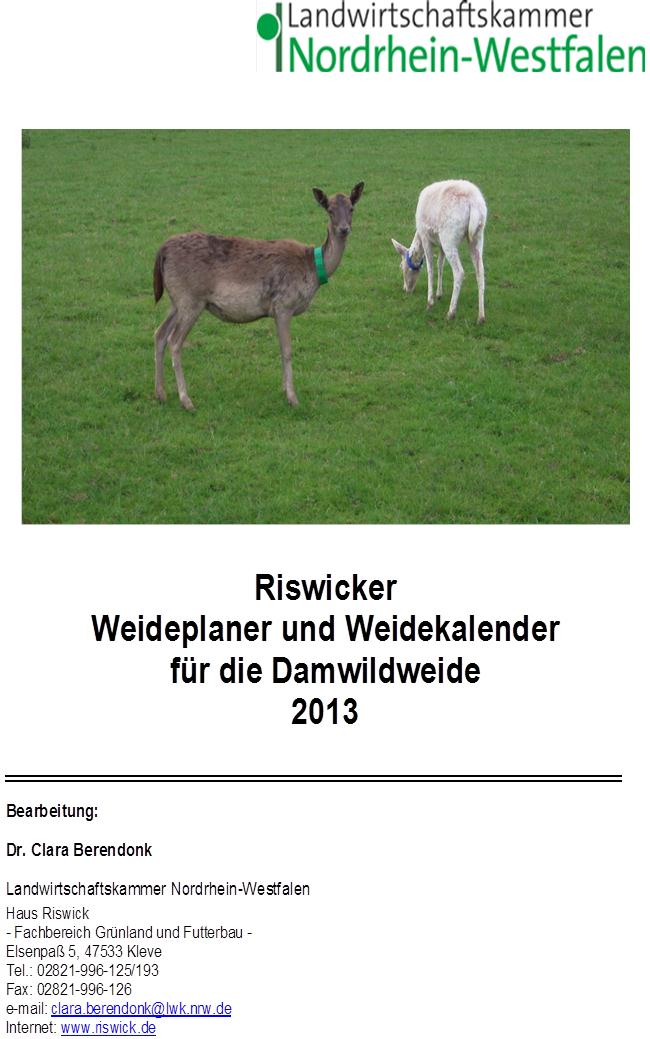 Landwirtschaftskammer
Nordrhein-Westfalen
Riswicker
Weideplaner und Weidekalender
für die Damwildweide
2013
Bearbeitung:
Dr. Clara Berendonk
Landwirtschaftskammer Nordrhein-Westfalen
Haus Riswick
- Fachbereich Grünland und Futterbau -
Elsenpaß 5, 47533 Kleve
Tel.: 02821-996-125/193
Fax: 02821-996-126
e-mail: clara.berendonk@lwk.nrw.de
Internet: www.riswick.de